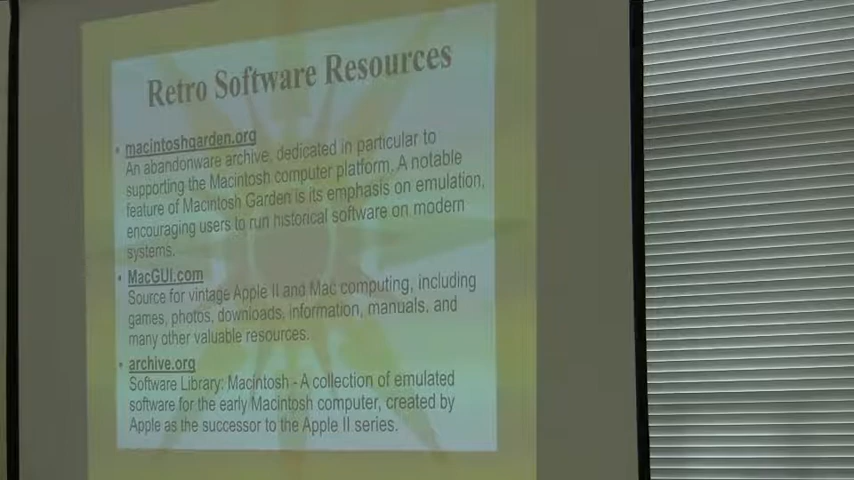 Retro Software Resources
• macintoshgarden.org
An abandonware archive, dedicated in particular to
supporting the Macintosh computer platform. A notable
feature of Macintosh Garden is its emphasis on emulation,
encouraging users to run historical software on modern
systems.
• MacGUI.com
Source for vintage Apple II and Mac computing, including
games, photos, downloads, information, manuals, and
many other valuable resources.
• archive.org
Software Library: Macintosh - A collection of emulated
software for the early Macintosh computer, created by
Apple as the successor to the Apple II series.